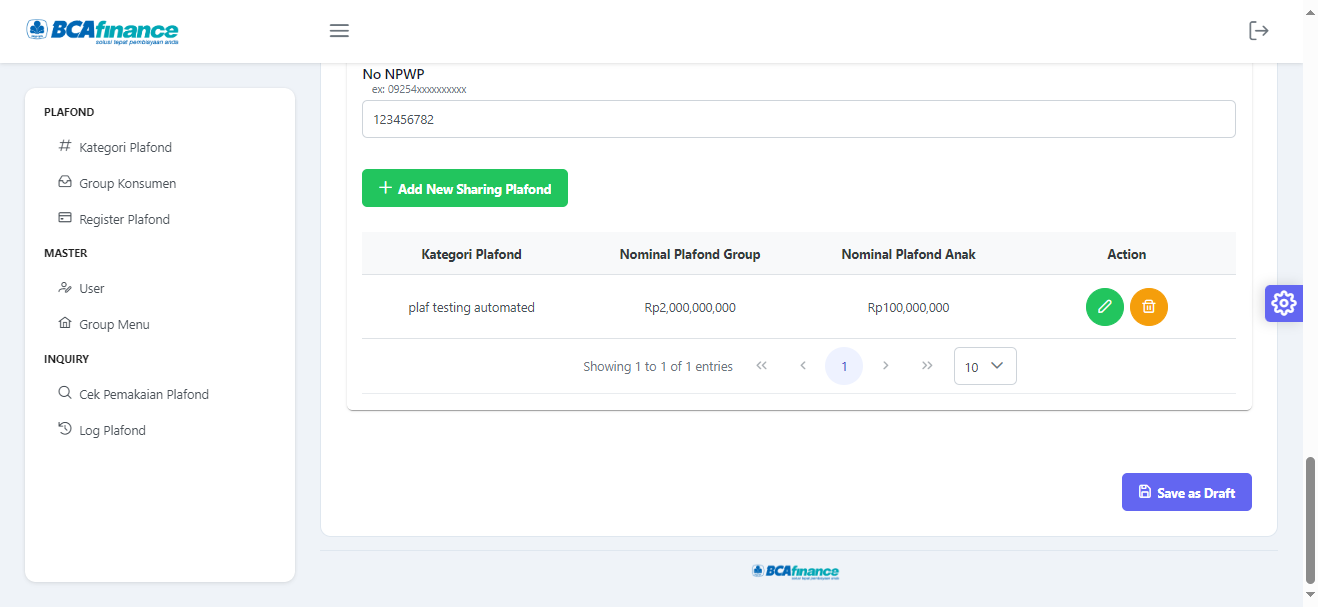 BCAfinance
solusi tepat pembiayaan anda
PLAFOND
Kategori Plafond
Group Konsumen
Register Plafond
MASTER
User
Group Menu
INQUIRY
Cek Pemakaian Plafond
Log Plafond
No NPWP
ex: 09254xxxxxxxxxx
123456782
Add New Sharing Plafond
Kategori Plafond Nominal Plafond Group Nominal Plafond Anak Action
plaf testing automated Rp2,000,000,000 Rp100,000,000
Showing 1 to 1 of 1 entries « ‹ 1 › » 10
Save as Draft
BCAfinance
solusi tepat pembiayaan anda